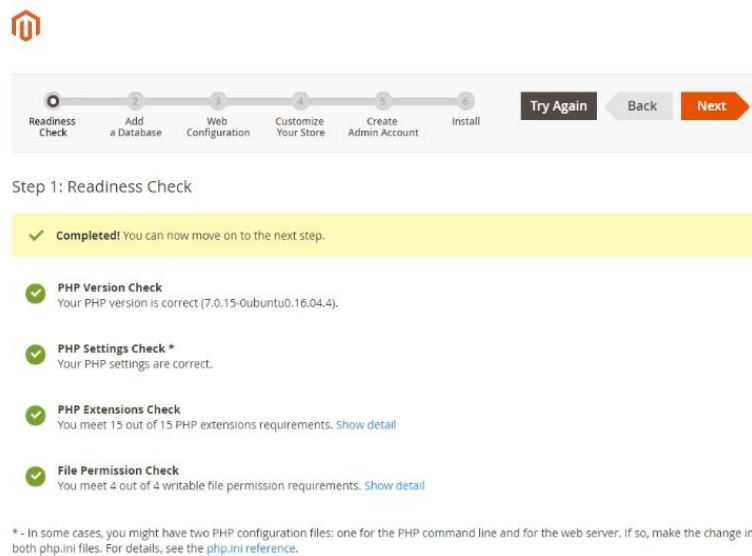 2 3 4 5 6
Readiness Check
Add a Database
Web Configuration
Customize Your Store
Create Admin Account
Install
Try Again
Back
Next
Step 1: Readiness Check
Completed! You can now move on to the next step.
PHP Version Check
Your PHP version is correct (7.0.15-0ubuntu0.16.04.4).
PHP Settings Check *
Your PHP settings are correct.
PHP Extensions Check
You meet 15 out of 15 PHP extensions requirements. Show detail
File Permission Check
You meet 4 out of 4 writable file permission requirements. Show detail
* - In some cases, you might have two PHP configuration files: one for the PHP command line and for the web server. If so, make the change in
both php.ini files. For details, see the php.ini reference.